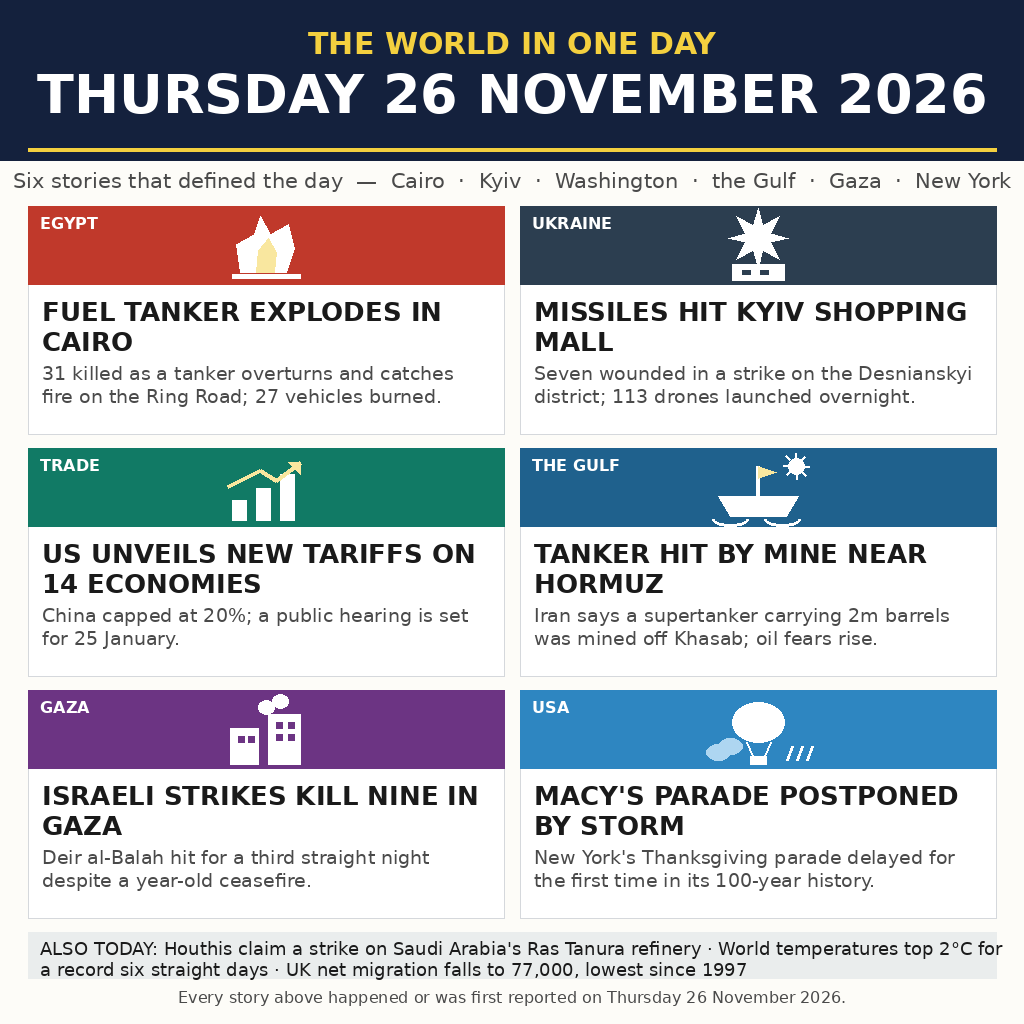 THE WORLD IN ONE DAY
THURSDAY 26 NOVEMBER 2026
Six stories that defined the day — Cairo · Kyiv · Washington · the Gulf · Gaza · New York
EGYPT
FUEL TANKER EXPLODES IN
CAIRO
31 killed as a tanker overturns and catches
fire on the Ring Road; 27 vehicles burned.
UKRAINE
MISSILES HIT KYIV SHOPPING
MALL
Seven wounded in a strike on the Desnianskyi
district; 113 drones launched overnight.
TRADE
US UNVEILS NEW TARIFFS ON
14 ECONOMIES
China capped at 20%; a public hearing is set
for 25 January.
THE GULF
TANKER HIT BY MINE NEAR
HORMUZ
Iran says a supertanker carrying 2m barrels
was mined off Khasab; oil fears rise.
GAZA
ISRAELI STRIKES KILL NINE IN
GAZA
Deir al-Balah hit for a third straight night
despite a year-old ceasefire.
USA
MACY'S PARADE POSTPONED
BY STORM
New York's Thanksgiving parade delayed for
the first time in its 100-year history.
ALSO TODAY: Houthis claim a strike on Saudi Arabia's Ras Tanura refinery · World temperatures top 2°C for
a record six straight days · UK net migration falls to 77,000, lowest since 1997
Every story above happened or was first reported on Thursday 26 November 2026.